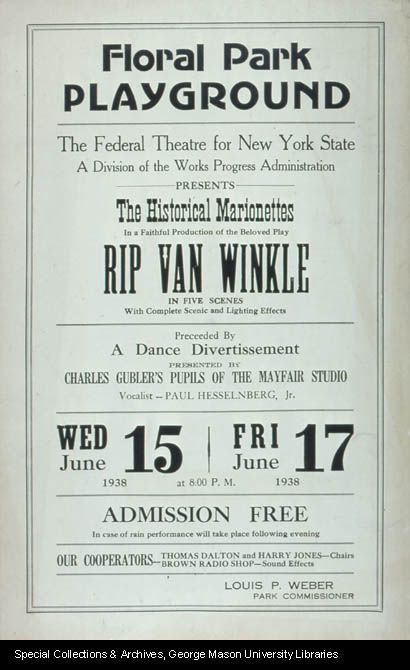 Floral Park
PLAYGROUND
The Federal Theatre for New York State
A Division of the Works Progress Administration
PRESENTS
The Historical Marionettes
In a Faithful Production of the Beloved Play
RIP VAN WINKLE
IN FIVE SCENES
With Complete Scenic and Lighting Effects
Preceeded By
A Dance Divertissement
PRESENTED BY
CHARLES GUBLER'S PUPILS OF THE MAYFAIR STUDIO
Vocalist — PAUL HESSELNBERG, Jr.
WED June 15 | FRI June 17
1938 at 8:00 P. M. 1938
ADMISSION FREE
In case of rain performance will take place following evening
OUR COOPERATORS— THOMAS DALTON and HARRY JONES—Chairs
BROWN RADIO SHOP—Sound Effects
LOUIS P. WEBER
PARK COMMISSIONER
Special Collections & Archives, George Mason University Libraries